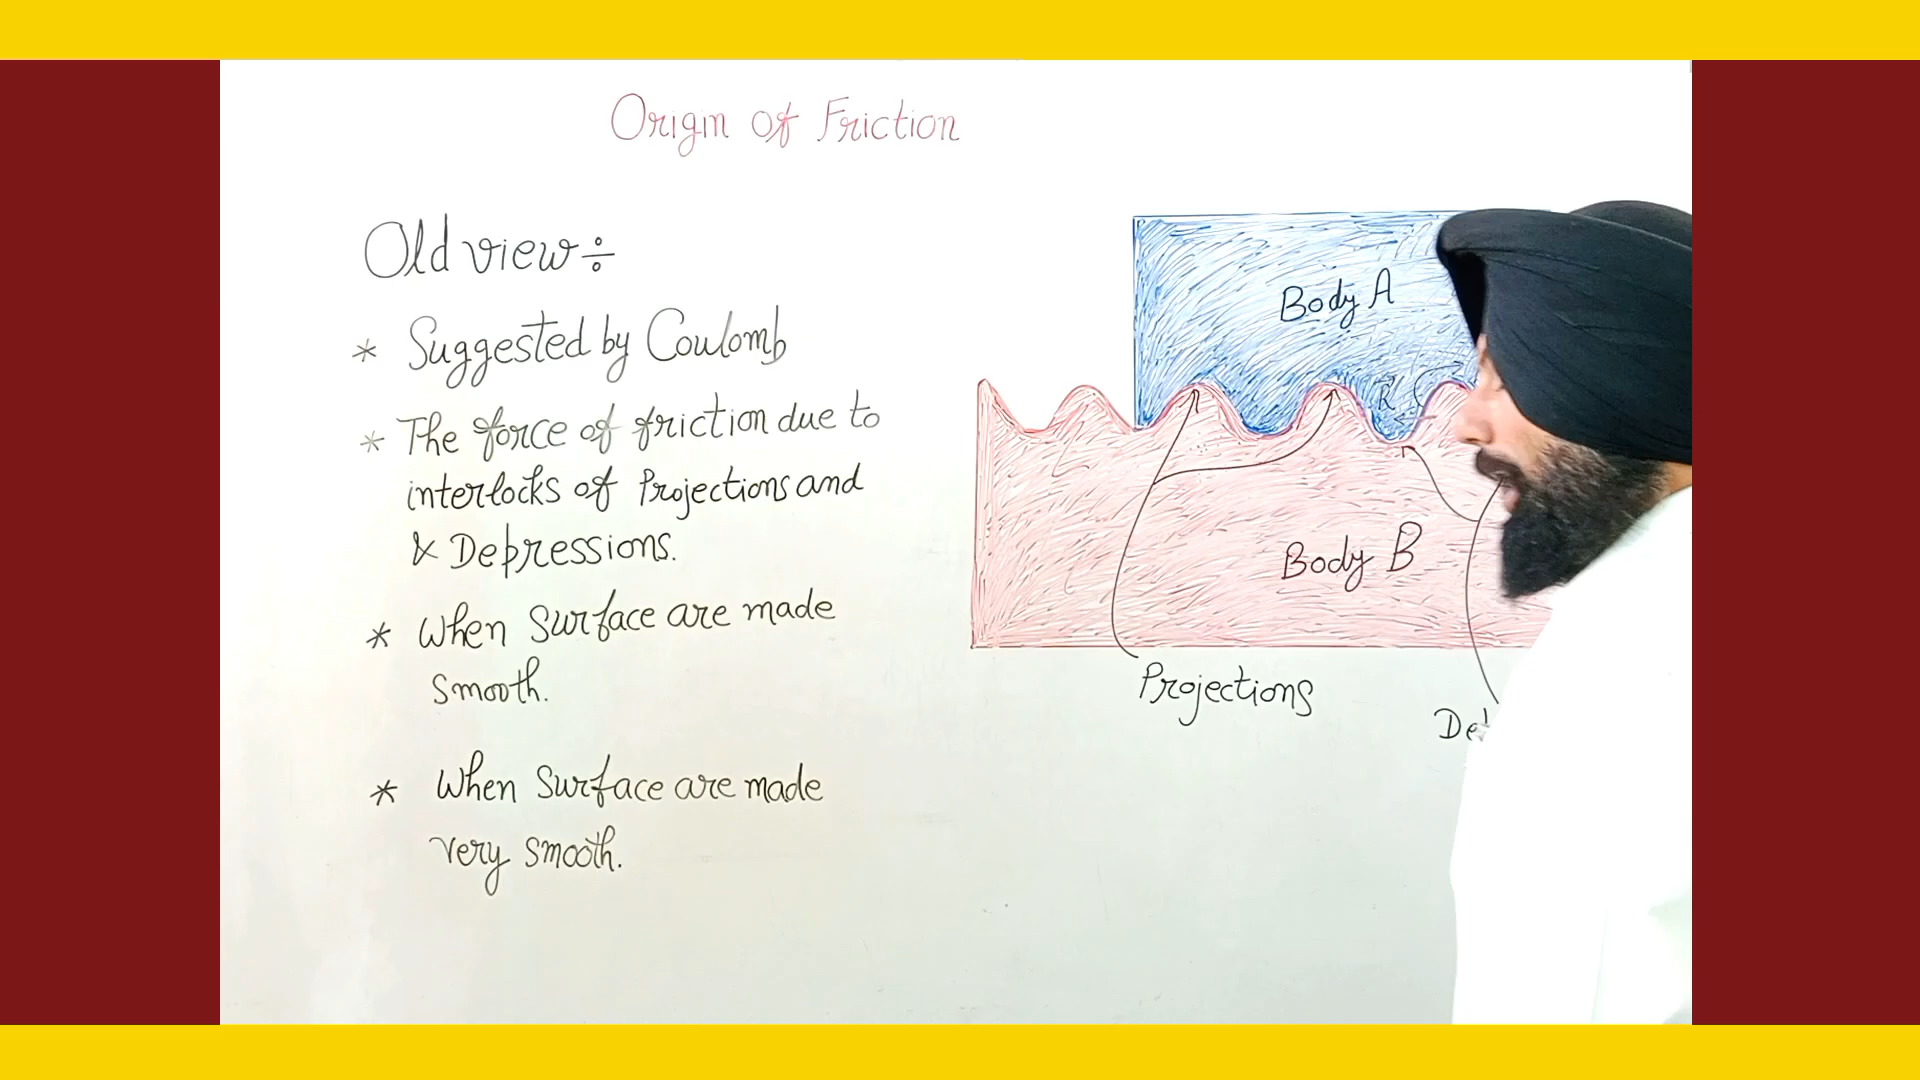 Origin of Friction
Old view ÷
* Suggested by Coulomb
* The force of friction due to
interlocks of Projections and
& Depressions.
* When Surface are made
smooth.
* When Surface are made
very smooth.
Body A
R
Body B
Projections